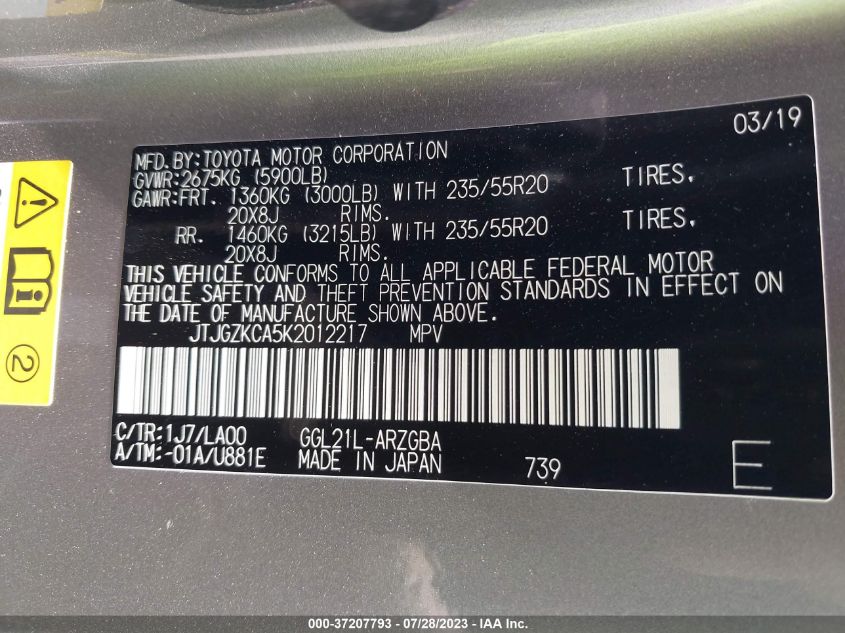 03/19
MFD.BY:TOYOTA MOTOR CORPORATION
GVWR:2675KG (5900LB)
GAWR:FRT. 1360KG (3000LB) WITH 235/55R20 TIRES,
20X8J RIMS.
RR. 1460KG (3215LB) WITH 235/55R20 TIRES,
20X8J RIMS.
THIS VEHICLE CONFORMS TO ALL APPLICABLE FEDERAL MOTOR
VEHICLE SAFETY AND THEFT PREVENTION STANDARDS IN EFFECT ON
THE DATE OF MANUFACTURE SHOWN ABOVE.
JTJGZKCA5K2012217 MPV
C/TR:1J7/LA00 GGL21L-ARZGBA
A/TM:-01A/U881E MADE IN JAPAN 739 E
2
000-37207793 - 07/28/2023 - © IAA Inc.